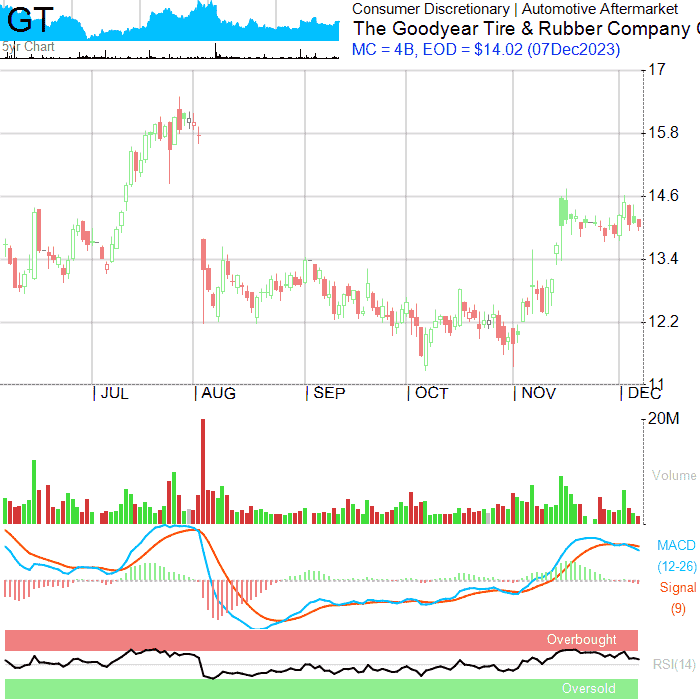 GT
5yr Chart
Consumer Discretionary | Automotive Aftermarket
The Goodyear Tire & Rubber Company
MC = 4B, EOD = $14.02 (07Dec2023)
17
15.8
14.6
13.4
12.2
11
JUL AUG SEP OCT NOV DEC
20M
Volume
MACD
(12-26)
Signal
(9)
Overbought
RSI(14)
Oversold